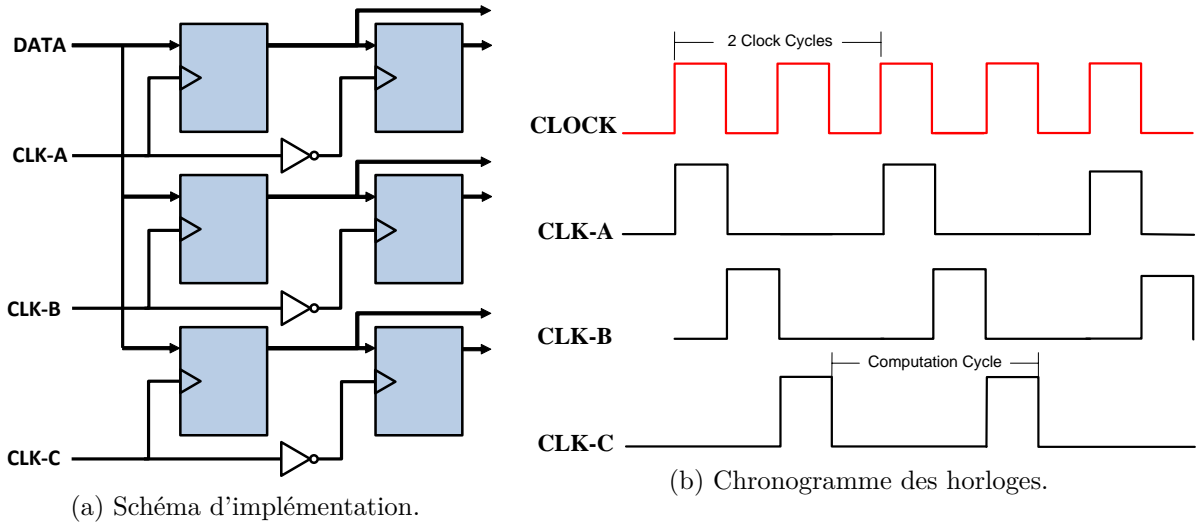 DATA
CLK-A
CLK-B
CLK-C
(a) Schéma d'implémentation.
2 Clock Cycles
CLOCK
CLK-A
CLK-B
Computation Cycle
CLK-C
(b) Chronogramme des horloges.